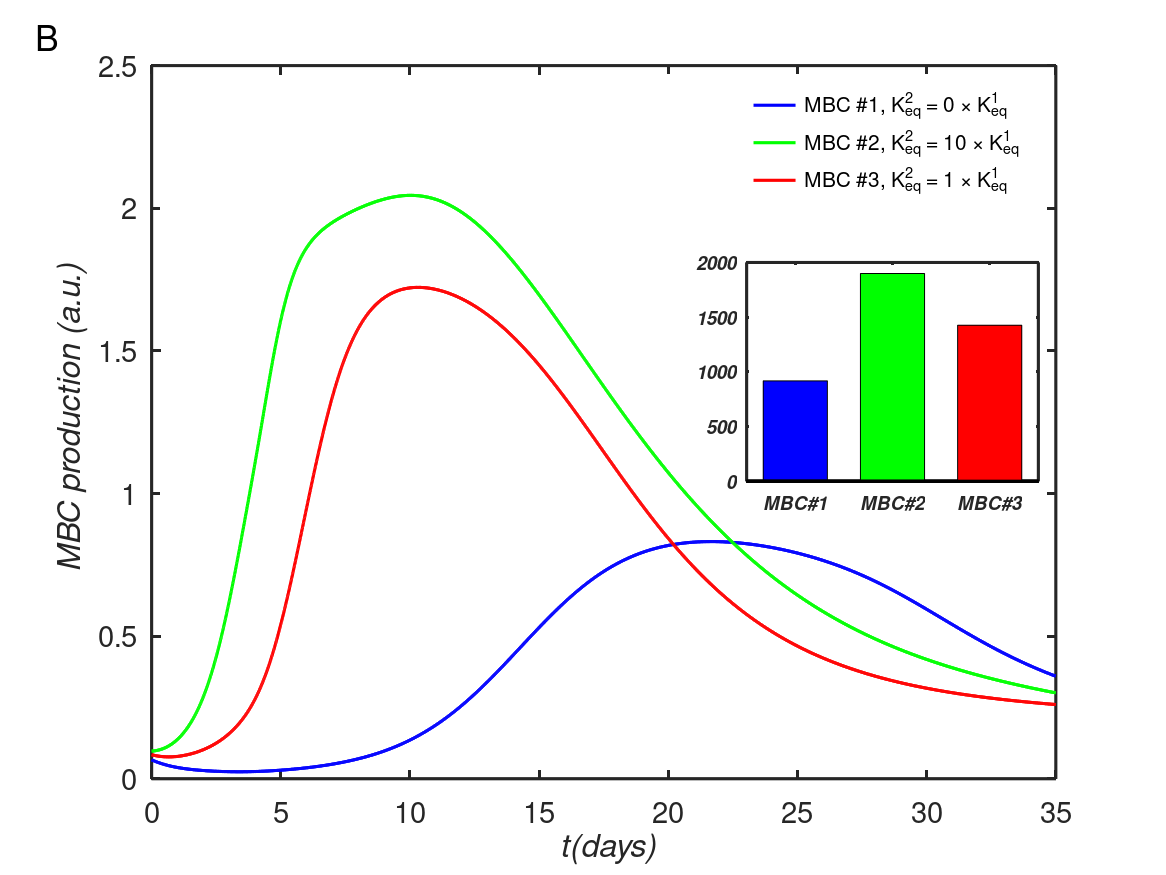 B
MBC production (a.u.)
2.5
2
1.5
1
0.5
0
0 5 10 15 20 25 30 35
t(days)
MBC #1, K²eq = 0 × K¹eq
MBC #2, K²eq = 10 × K¹eq
MBC #3, K²eq = 1 × K¹eq
2000
1500
1000
500
0
MBC#1 MBC#2 MBC#3